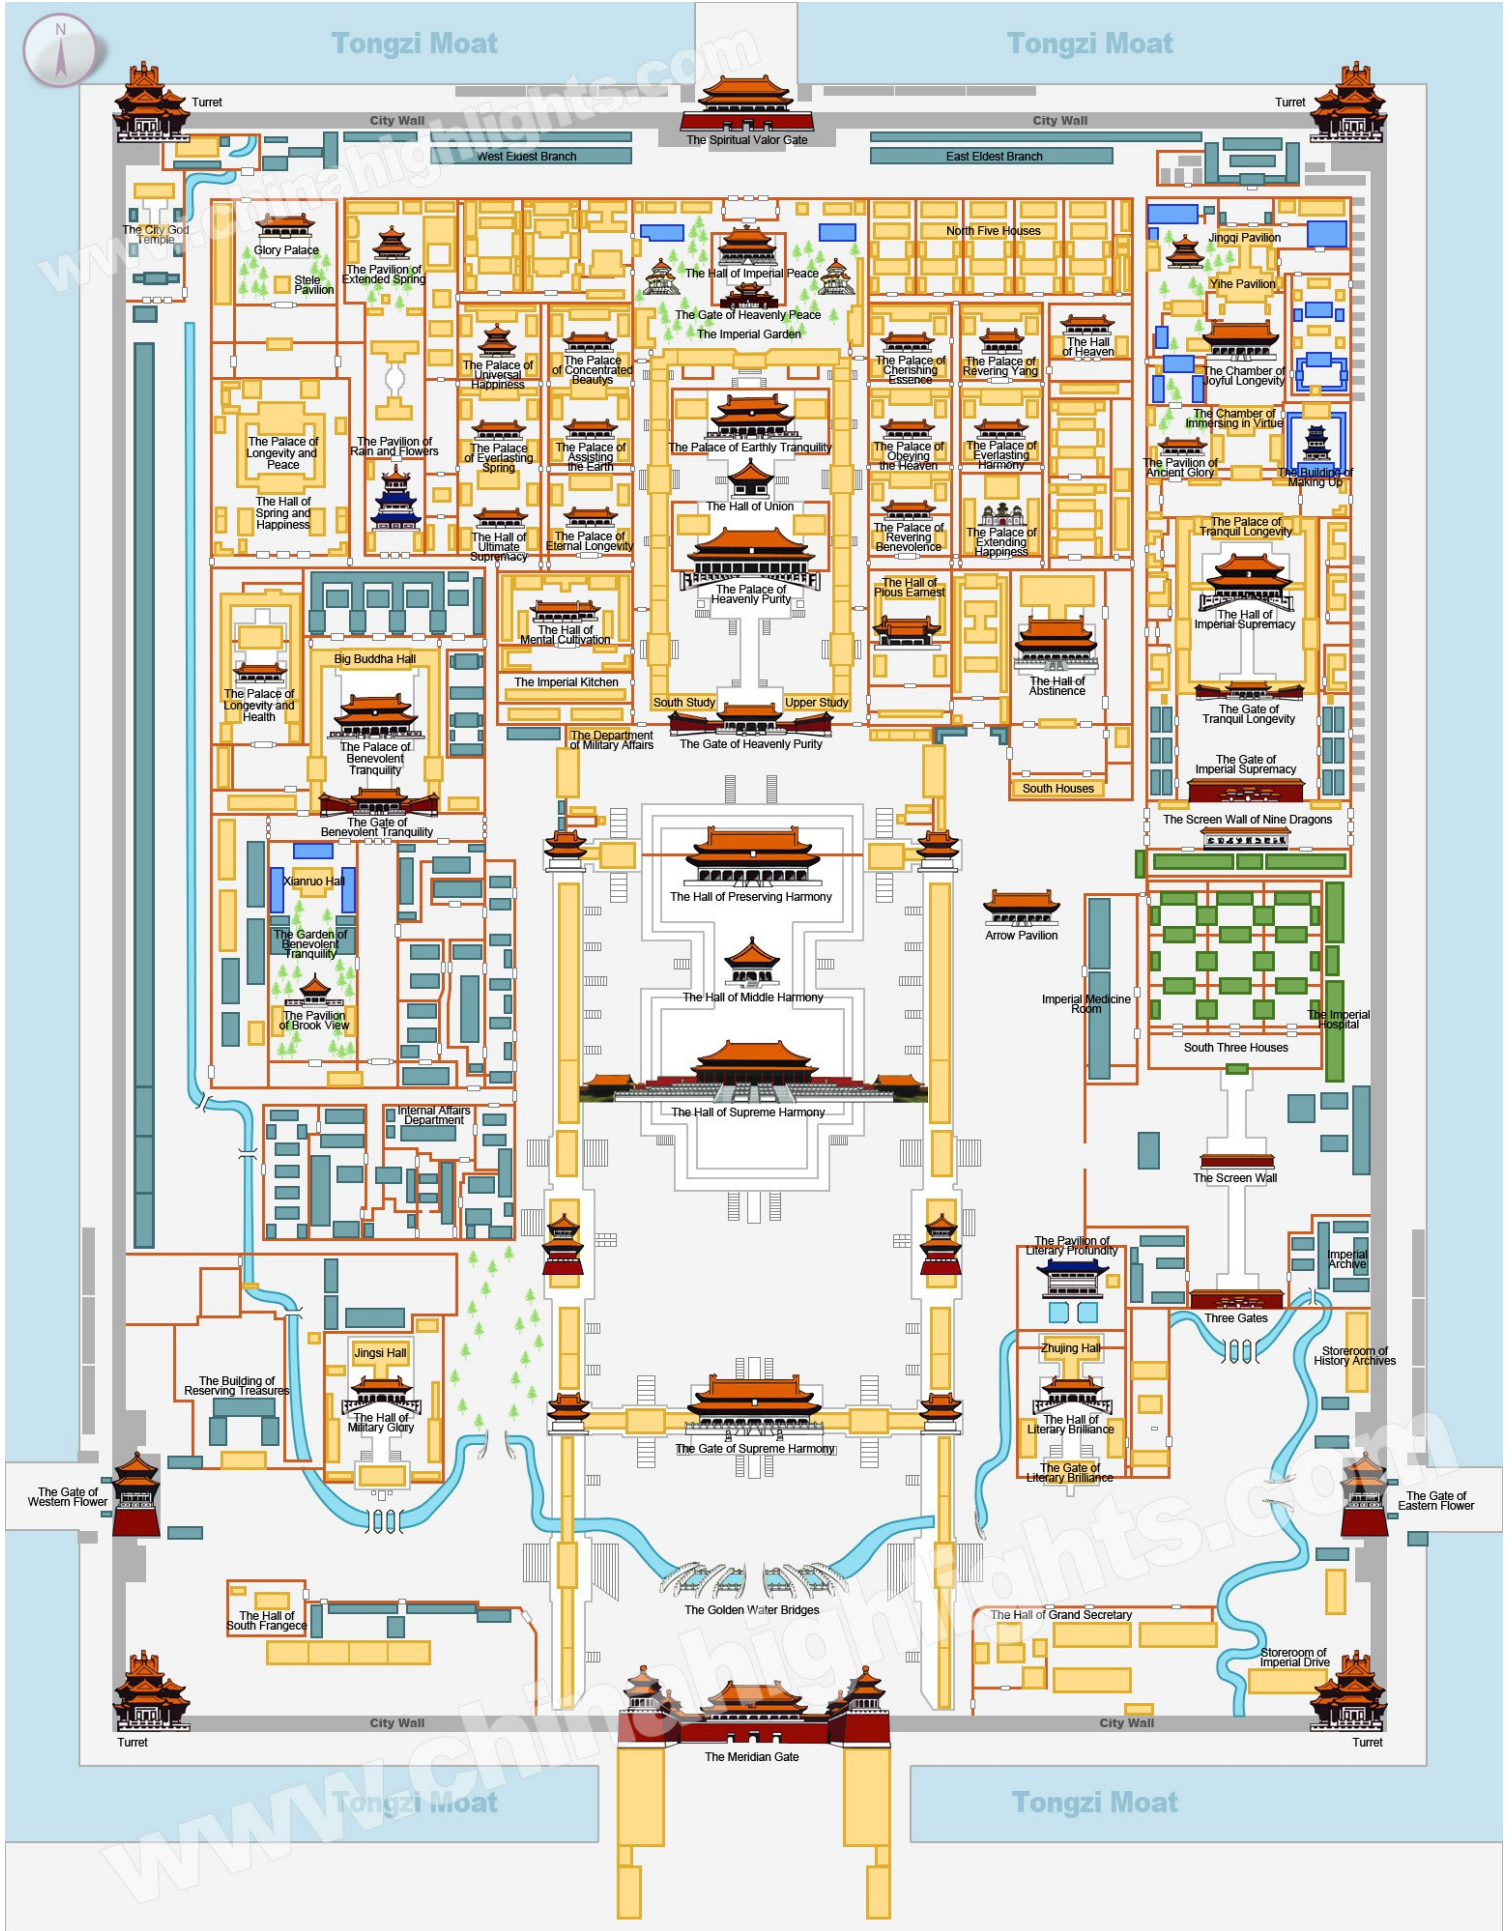 N
Tongzi Moat
Tongzi Moat
www.chinahighlights.com
Turret
Turret
City Wall
City Wall
The Spiritual Valor Gate
West Eldest Branch
East Eldest Branch
The City God
Temple
Glory Palace
Stele
Pavilion
The Pavilion of
Extended Spring
North Five Houses
Jingqi Pavilion
The Hall of Imperial Peace
Yihe Pavilion
The Gate of Heavenly Peace
The Imperial Garden
The Palace of
Universal
Happiness
The Palace
of Concentrated
Beautys
The Palace of
Cherishing
Essence
The Palace of
Revering Yang
The Hall
of Heaven
The Chamber of
Joyful Longevity
The Palace of
Longevity and
Peace
The Pavilion of
Rain and Flowers
The Palace
of Everlasting
Spring
The Palace of
Assisting
the Earth
The Palace of Earthly Tranquility
The Palace of
Obeying
the Heaven
The Palace of
Everlasting
Harmony
The Chamber of
Immersing in Virtue
The Pavilion of
Ancient Glory
The Building of
Making Up
The Hall of
Spring and
Happiness
The Hall of Union
The Hall of
Ultimate
Supremacy
The Palace of
Eternal Longevity
The Palace of
Revering
Benevolence
The Palace of
Extending
Happiness
The Palace of
Tranquil Longevity
The Palace of
Heavenly Purity
The Hall of
Pious Earnest
The Hall of
Imperial Supremacy
The Hall of
Mental Cultivation
Big Buddha Hall
The Imperial Kitchen
The Palace of
Longevity and
Health
South Study
Upper Study
The Hall of
Abstinence
The Gate of
Tranquil Longevity
The Department
of Military Affairs
The Gate of Heavenly Purity
The Palace of
Benevolent
Tranquility
The Gate of
Imperial Supremacy
South Houses
The Gate of
Benevolent Tranquility
The Screen Wall of Nine Dragons
Xianruo Hall
The Hall of Preserving Harmony
The Garden of
Benevolent
Tranquility
Arrow Pavilion
The Hall of Middle Harmony
Imperial Medicine
Room
The Pavilion
of Brook View
The Imperial
Hospital
South Three Houses
Internal Affairs
Department
The Hall of Supreme Harmony
The Screen Wall
The Pavilion of
Literary Profundity
Imperial
Archive
Three Gates
Jingsi Hall
Zhujing Hall
Storeroom of
History Archives
The Building of
Reserving Treasures
The Hall of
Military Glory
The Hall of
Literary Brilliance
The Gate of Supreme Harmony
The Gate of
Literary Brilliance
The Gate of
Western Flower
The Gate of
Eastern Flower
The Golden Water Bridges
The Hall of
South Frangece
The Hall of Grand Secretary
Storeroom of
Imperial Drive
City Wall
City Wall
Turret
Turret
The Meridian Gate
Tongzi Moat
Tongzi Moat
www.chinahighlights.com